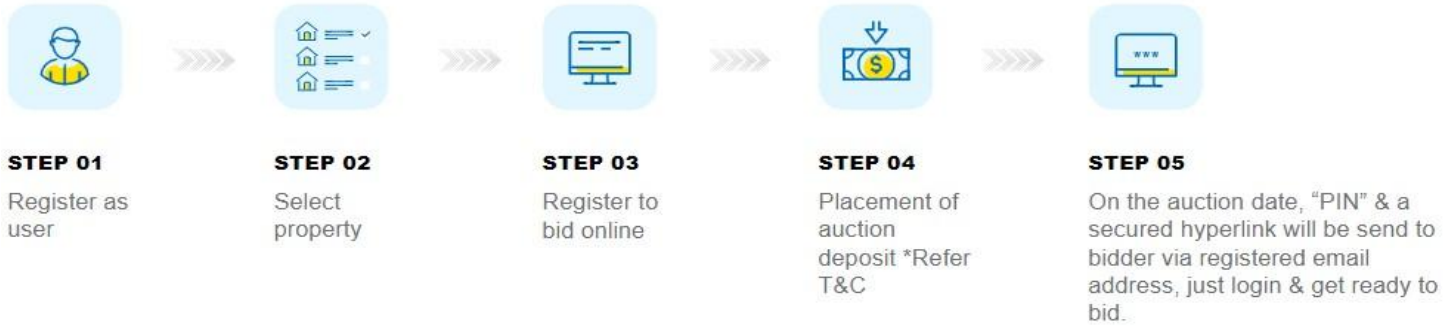 www
STEP 01
Register as
user
STEP 02
Select
property
STEP 03
Register to
bid online
STEP 04
Placement of
auction
deposit *Refer
T&C
STEP 05
On the auction date, “PIN” & a
secured hyperlink will be send to
bidder via registered email
address, just login & get ready to
bid.